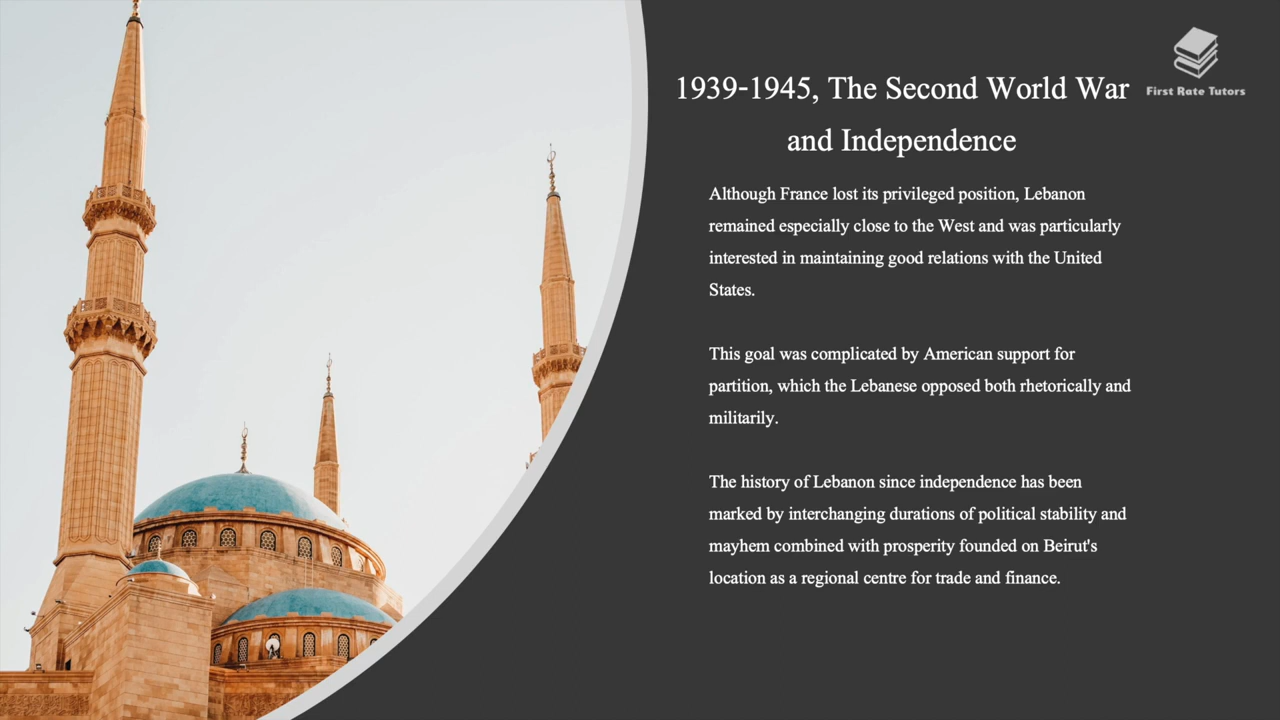 First Rate Tutors
1939-1945, The Second World War
and Independence
Although France lost its privileged position, Lebanon
remained especially close to the West and was particularly
interested in maintaining good relations with the United
States.
This goal was complicated by American support for
partition, which the Lebanese opposed both rhetorically and
militarily.
The history of Lebanon since independence has been
marked by interchanging durations of political stability and
mayhem combined with prosperity founded on Beirut's
location as a regional centre for trade and finance.